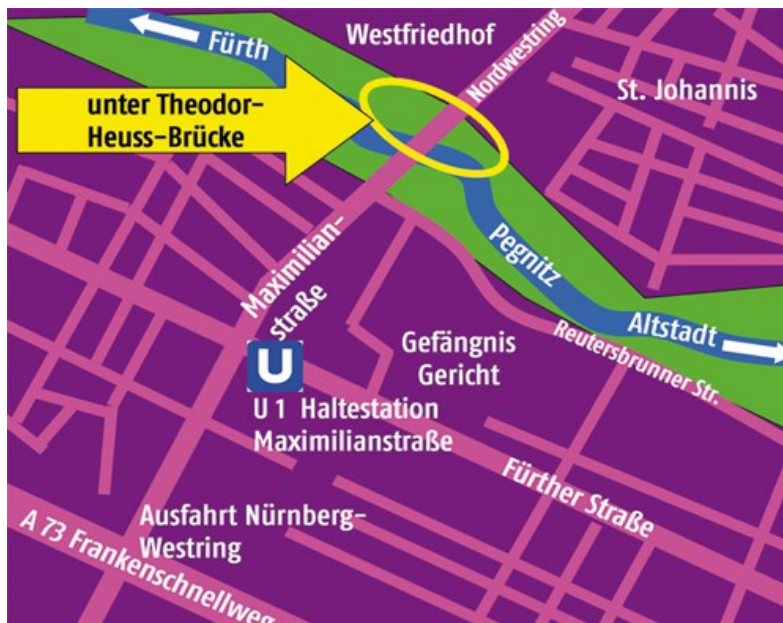 Fürth
Westfriedhof
Nordwestring
St. Johannis
unter Theodor-
Heuss-Brücke
Maximilian-
straße
Pegnitz
Altstadt
Reutersbrunner Str.
Gefängnis
Gericht
U
U 1 Haltestation
Maximilianstraße
Fürther Straße
Ausfahrt Nürnberg-
Westring
A 73 Frankenschnellweg